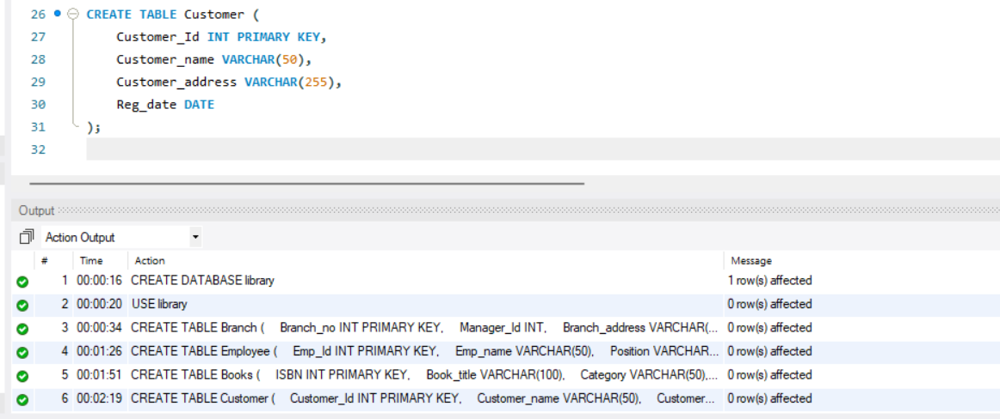 26 CREATE TABLE Customer (
27 Customer_Id INT PRIMARY KEY,
28 Customer_name VARCHAR(50),
29 Customer_address VARCHAR(255),
30 Reg_date DATE
31 );
32
Output
Action Output
# Time Action Message
1 00:00:16 CREATE DATABASE library 1 row(s) affected
2 00:00:20 USE library 0 row(s) affected
3 00:00:34 CREATE TABLE Branch ( Branch_no INT PRIMARY KEY, Manager_Id INT, Branch_address VARCHAR(... 0 row(s) affected
4 00:01:26 CREATE TABLE Employee ( Emp_Id INT PRIMARY KEY, Emp_name VARCHAR(50), Position VARCHAR... 0 row(s) affected
5 00:01:51 CREATE TABLE Books ( ISBN INT PRIMARY KEY, Book_title VARCHAR(100), Category VARCHAR(50),... 0 row(s) affected
6 00:02:19 CREATE TABLE Customer ( Customer_Id INT PRIMARY KEY, Customer_name VARCHAR(50), Customer... 0 row(s) affected